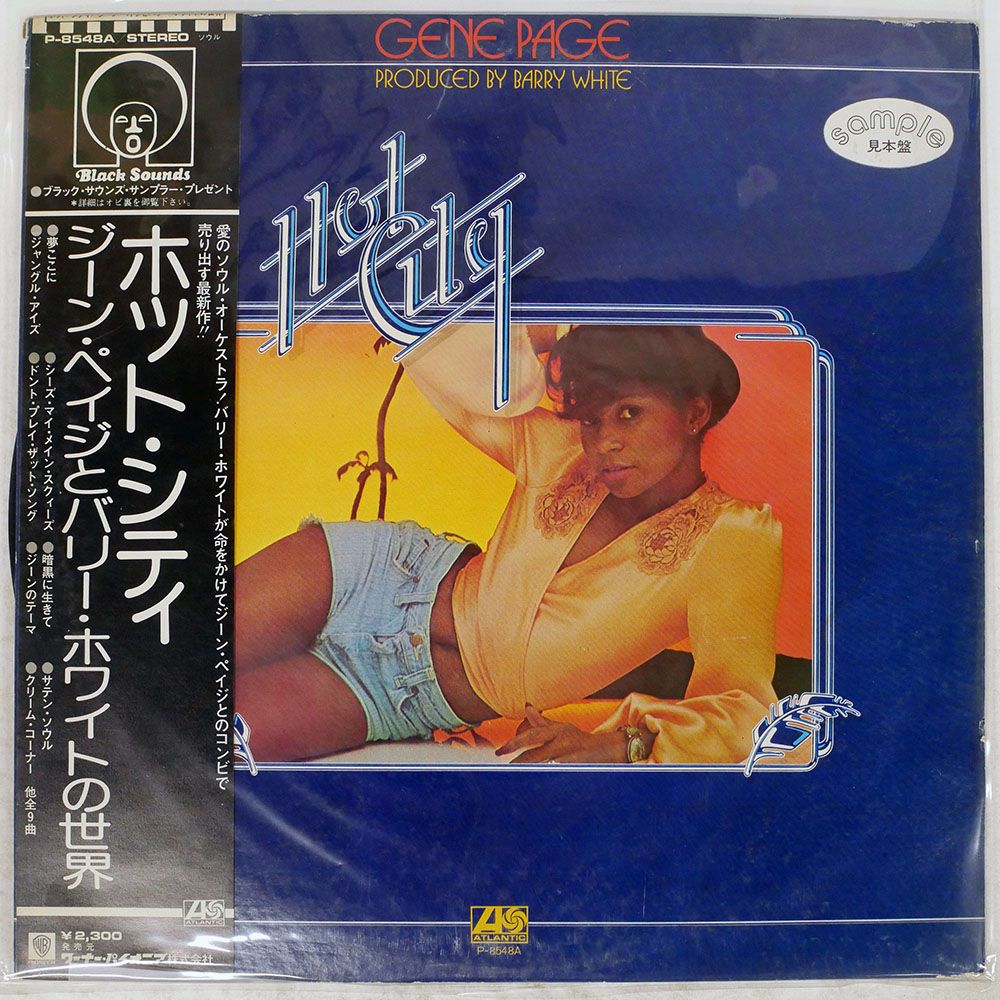 P-8548A / STEREO ソウル
Black Sounds
●ブラック・サウンズ・サンプラー・プレゼント
＊詳細はオビ裏を御覧下さい。
愛のソウル・オーケストラ！バリー・ホワイトが命をかけてジーン・ペイジとのコンビで
売り出す最新作!!
ホット・シティ
ジーン・ペイジとバリー・ホワイトの世界
●夢ここに
●ジャングル・アイズ
●シーズ・マイ・メイン・スクィーズ
●ドント・プレイ・ザット・ソング
●暗黒に生きて
●ジーンのテーマ
●サテン・ソウル
●クリーム・コーナー 他全9曲
ATLANTIC
￥2,300
発売元
ワーナー・パイオニア株式会社
GENE PAGE
PRODUCED BY BARRY WHITE
sample
見本盤
Hot
City
ATLANTIC
P-8548A